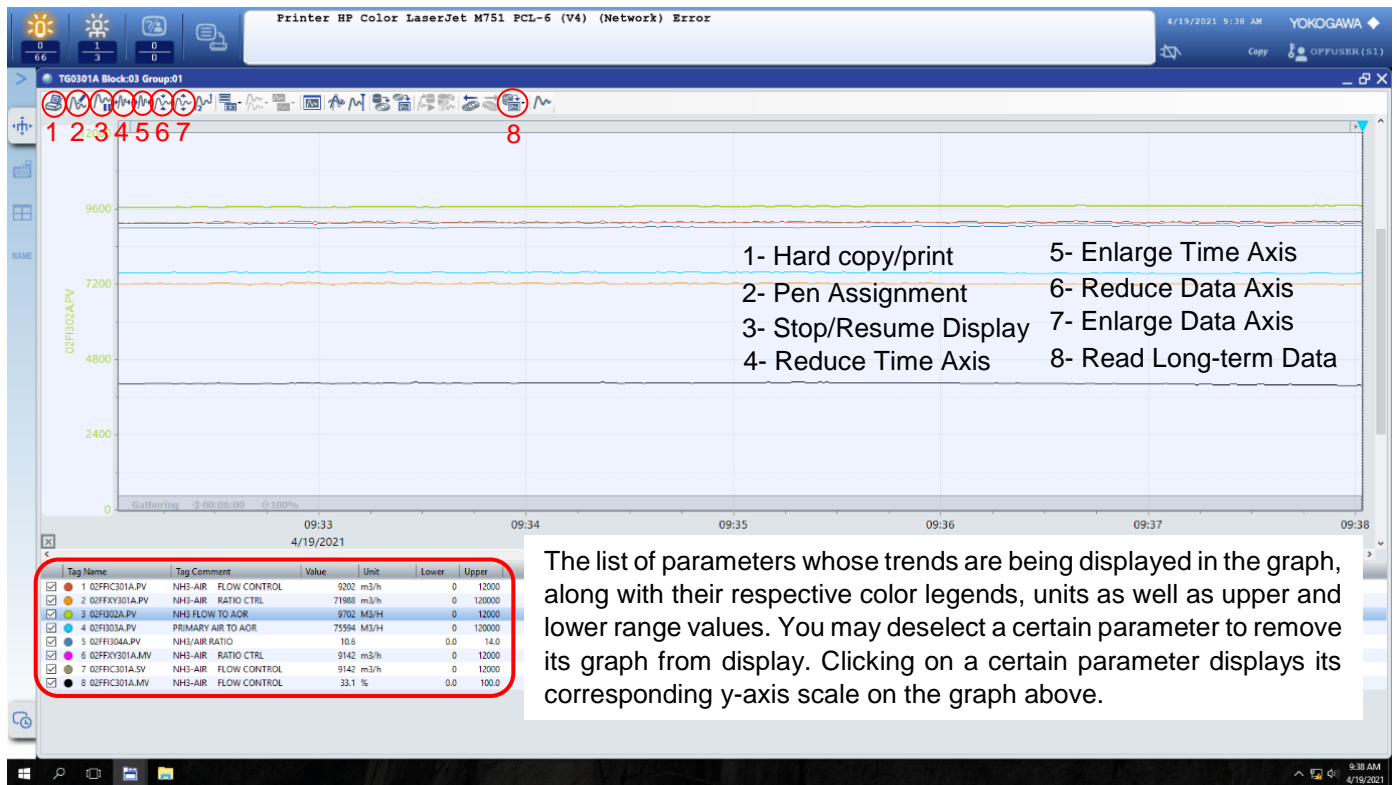 Printer HP Color LaserJet M751 PCL-6 (V4) (Network) Error
4/19/2021 9:38 AM
YOKOGAWA
0
66
1
3
0
0
Copy
OFFUSER(S1)
TG0301A Block:03 Group:01
1 2 3 4 5 6 7 8
12000
9600
NAME
7200
02FI302A.PV
4800
2400
0
1- Hard copy/print
2- Pen Assignment
3- Stop/Resume Display
4- Reduce Time Axis
5- Enlarge Time Axis
6- Reduce Data Axis
7- Enlarge Data Axis
8- Read Long-term Data
Gathering 00:06:00 100%
09:33 09:34 09:35 09:36 09:37 09:38
4/19/2021
Tag Name Tag Comment Value Unit Lower Upper
1 02FFIC301A.PV NH3-AIR FLOW CONTROL 9202 m3/h 0 12000
2 02FFXY301A.PV NH3-AIR RATIO CTRL 71988 m3/h 0 120000
3 02FI302A.PV NH3 FLOW TO AOR 9702 M3/H 0 12000
4 02FI303A.PV PRIMARY AIR TO AOR 75594 M3/H 0 120000
5 02FFI304A.PV NH3/AIR RATIO 10.6 0.0 14.0
6 02FFXY301A.MV NH3-AIR RATIO CTRL 9142 m3/h 0 12000
7 02FFIC301A.SV NH3-AIR FLOW CONTROL 9142 m3/h 0 12000
8 02FFIC301A.MV NH3-AIR FLOW CONTROL 33.1 % 0.0 100.0
The list of parameters whose trends are being displayed in the graph,
along with their respective color legends, units as well as upper and
lower range values. You may deselect a certain parameter to remove
its graph from display. Clicking on a certain parameter displays its
corresponding y-axis scale on the graph above.
9:38 AM
4/19/2021